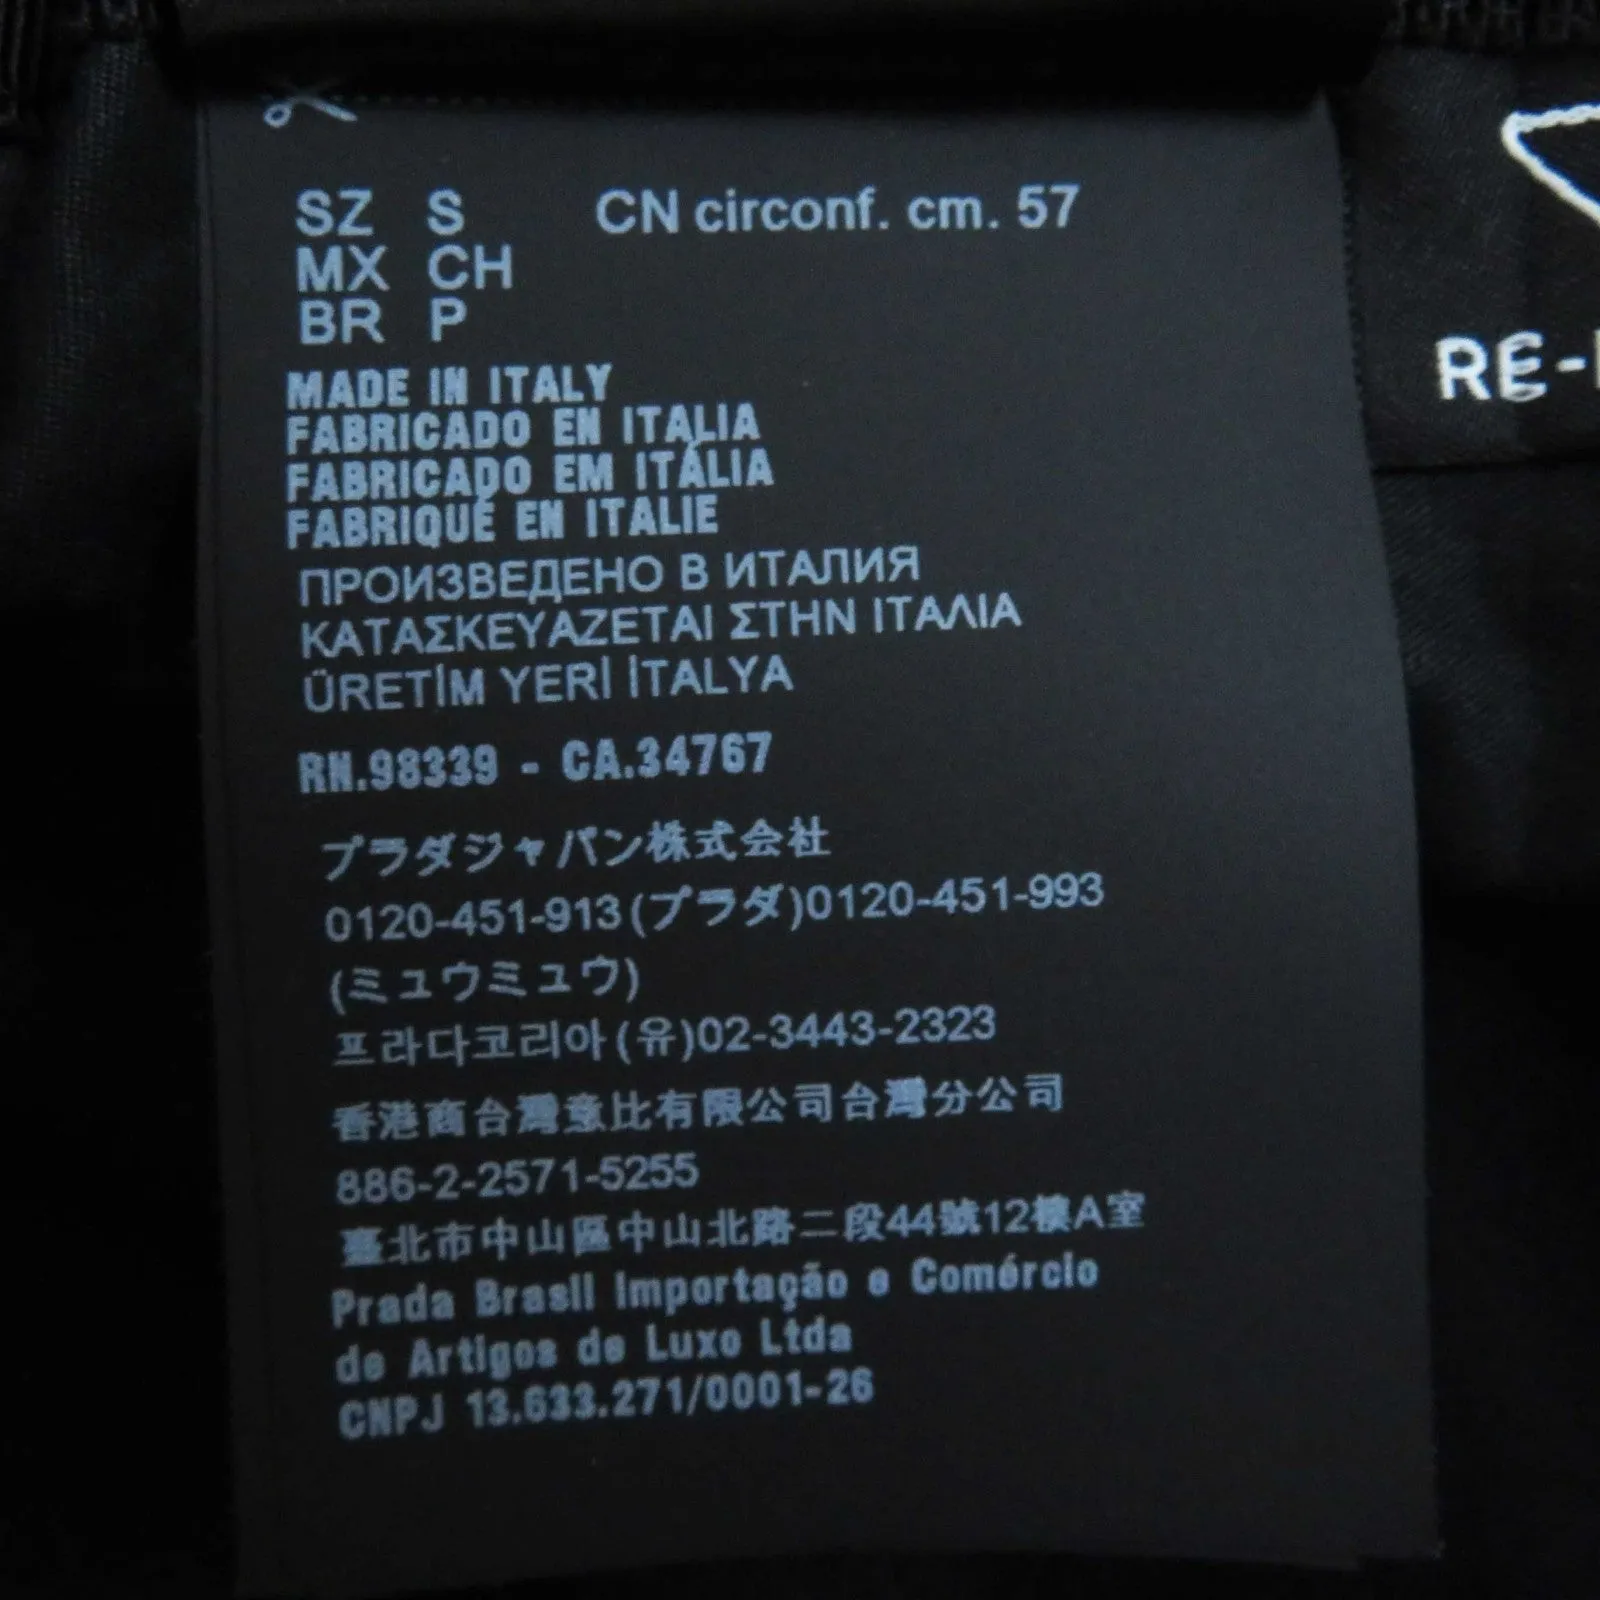 SZ S CN circonf. cm. 57
MX CH
BR P
MADE IN ITALY
FABRICADO EN ITALIA
FABRICADO EM ITÁLIA
FABRIQUÉ EN ITALIE
ПРОИЗВЕДЕНО В ИТАЛИЯ
ΚΑΤΑΣΚΕΥΑΖΕΤΑΙ ΣΤΗΝ ΙΤΑΛΙΑ
ÜRETİM YERİ İTALYA
RN.98339 - CA.34767
プラダジャパン株式会社
0120-451-913(プラダ)0120-451-993
(ミュウミュウ)
프라다코리아(유)02-3443-2323
香港商台灣意比有限公司台灣分公司
886-2-2571-5255
臺北市中山區中山北路二段44號12樓A室
Prada Brasil Importação e Comércio
de Artigos de Luxo Ltda
CNPJ 13.633.271/0001-26
RE-